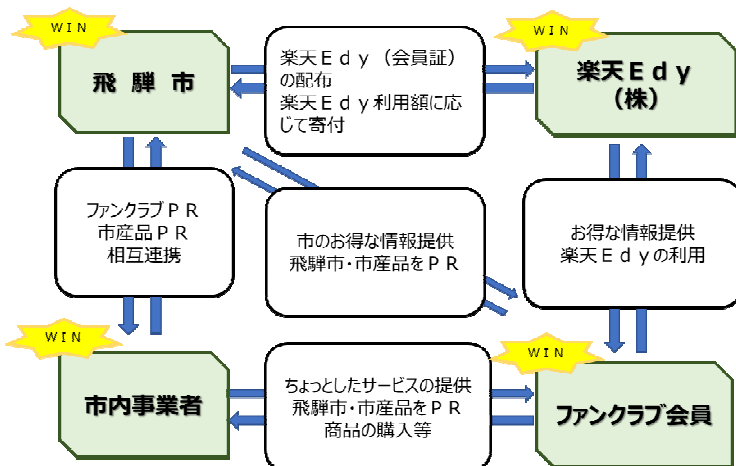 WIN
飛騨市
楽天Ｅｄｙ（会員証）
の配布
楽天Ｅｄｙ利用額に応
じて寄付
WIN
楽天Ｅｄｙ
（株）
ファンクラブＰＲ
市産品ＰＲ
相互連携
市のお得な情報提供
飛騨市・市産品をＰＲ
お得な情報提供
楽天Ｅｄｙの利用
WIN
市内事業者
ちょっとしたサービスの提供
飛騨市・市産品をＰＲ
商品の購入等
WIN
ファンクラブ会員